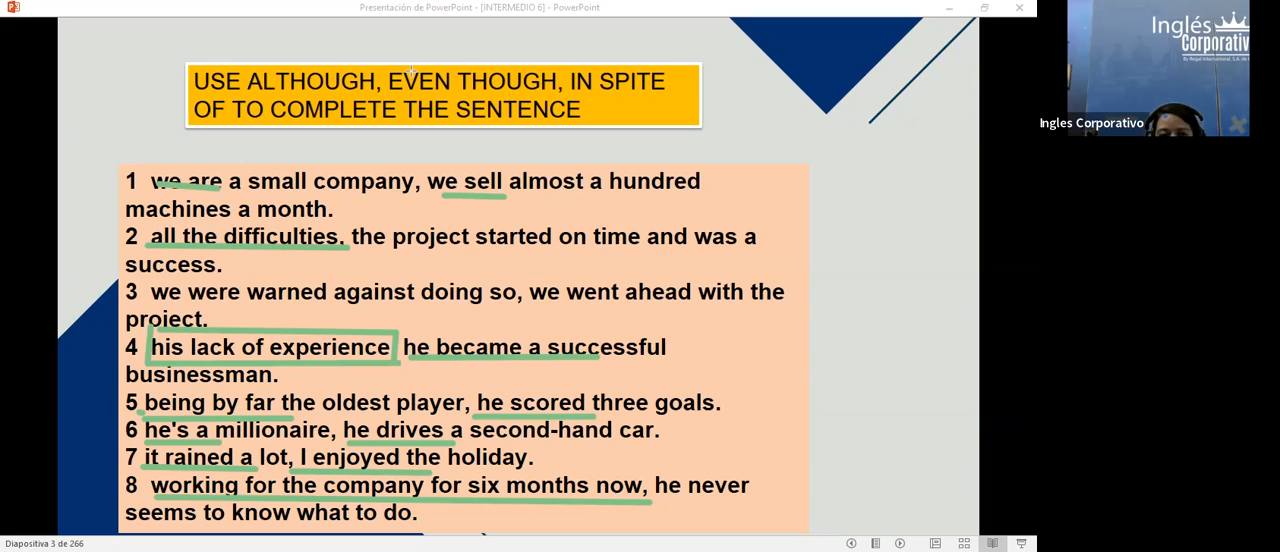 Presentación de PowerPoint - [INTERMEDIO 6] - PowerPoint
Inglés
Corporativ
By Regal International, S.A. de
Ingles Corporativo
USE ALTHOUGH, EVEN THOUGH, IN SPITE
OF TO COMPLETE THE SENTENCE
1 we are a small company, we sell almost a hundred
machines a month.
2 all the difficulties. the project started on time and was a
success.
3 we were warned against doing so, we went ahead with the
project.
4 his lack of experience he became a successful
businessman.
5 being by far the oldest player, he scored three goals.
6 he's a millionaire, he drives a second-hand car.
7 it rained a lot, I enjoyed the holiday.
8 working for the company for six months now, he never
seems to know what to do.
Diapositiva 3 de 266